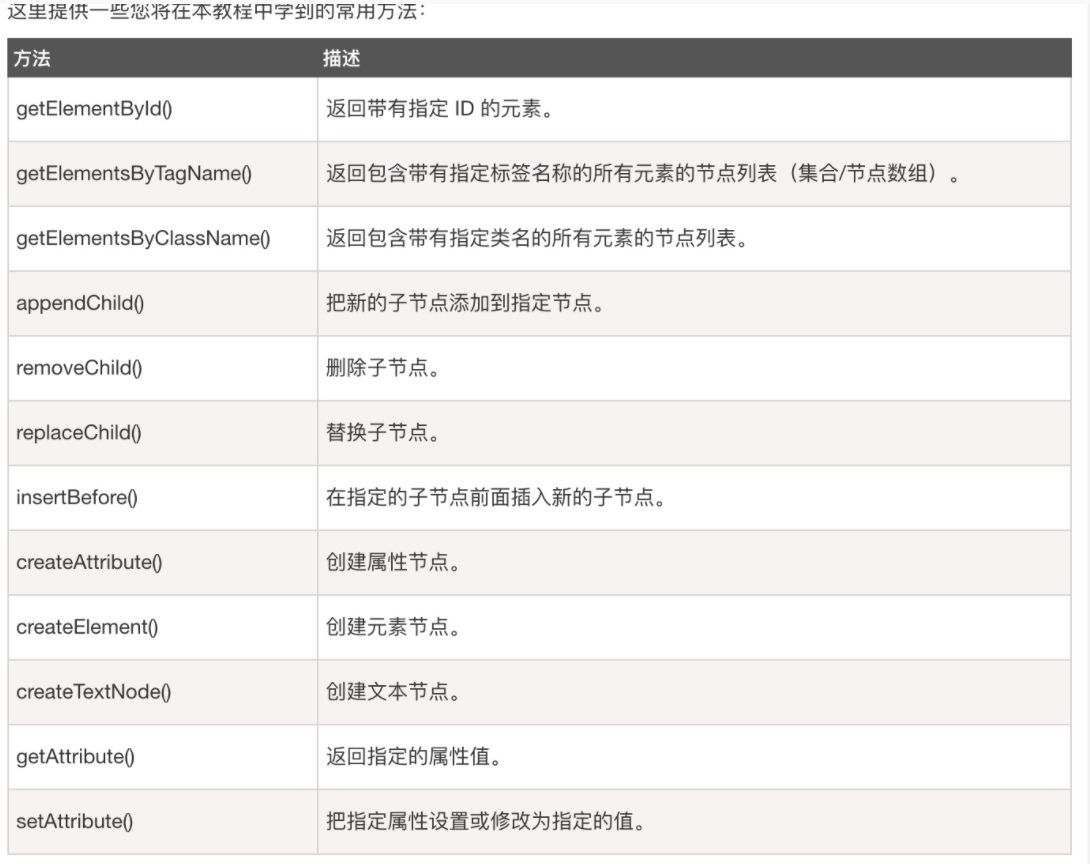 这里提供一些您将在本教程中学到的常用方法：
方法 描述
getElementById() 返回带有指定 ID 的元素。
getElementsByTagName() 返回包含带有指定标签名称的所有元素的节点列表（集合/节点数组）。
getElementsByClassName() 返回包含带有指定类名的所有元素的节点列表。
appendChild() 把新的子节点添加到指定节点。
removeChild() 删除子节点。
replaceChild() 替换子节点。
insertBefore() 在指定的子节点前面插入新的子节点。
createAttribute() 创建属性节点。
createElement() 创建元素节点。
createTextNode() 创建文本节点。
getAttribute() 返回指定的属性值。
setAttribute() 把指定属性设置或修改为指定的值。